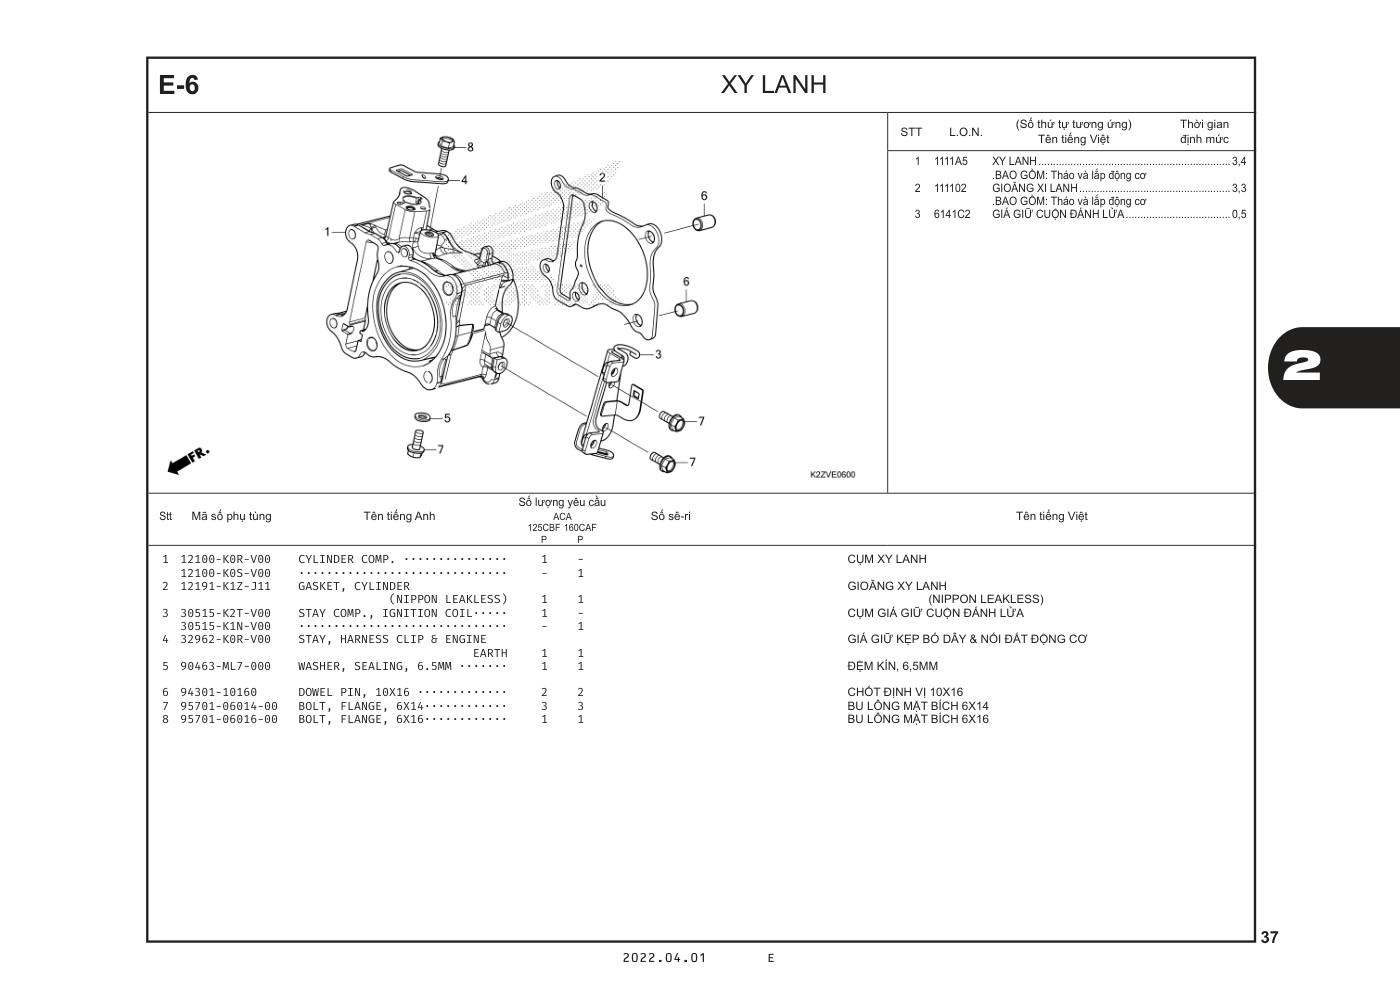 E-6 XY LANH
8
4
2
6
1
6
3
5
7
7
7
FR.
K2ZVE0600
STT L.O.N. (Số thứ tự tương ứng) Tên tiếng Việt Thời gian định mức
1 1111A5 XY LANH 3,4
.BAO GỒM: Tháo và lắp động cơ
2 111102 GIOĂNG XI LANH 3,3
.BAO GỒM: Tháo và lắp động cơ
3 6141C2 GIÁ GIỮ CUỘN ĐÁNH LỬA 0,5
2
Số lượng yêu cầu
Stt Mã số phụ tùng Tên tiếng Anh ACA Số sê-ri Tên tiếng Việt
125CBF 160CAF
P P
1 12100-K0R-V00 CYLINDER COMP. 1 - CỤM XY LANH
12100-K0S-V00 - 1
2 12191-K1Z-J11 GASKET, CYLINDER GIOĂNG XY LANH
(NIPPON LEAKLESS) 1 1 (NIPPON LEAKLESS)
3 30515-K2T-V00 STAY COMP., IGNITION COIL 1 - CỤM GIÁ GIỮ CUỘN ĐÁNH LỬA
30515-K1N-V00 - 1
4 32962-K0R-V00 STAY, HARNESS CLIP & ENGINE GIÁ GIỮ KẸP BÓ DÂY & NỐI ĐẤT ĐỘNG CƠ
EARTH 1 1
5 90463-ML7-000 WASHER, SEALING, 6.5MM 1 1 ĐỆM KÍN, 6,5MM
6 94301-10160 DOWEL PIN, 10X16 2 2 CHỐT ĐỊNH VỊ 10X16
7 95701-06014-00 BOLT, FLANGE, 6X14 3 3 BU LÔNG MẶT BÍCH 6X14
8 95701-06016-00 BOLT, FLANGE, 6X16 1 1 BU LÔNG MẶT BÍCH 6X16
37
2022.04.01 E